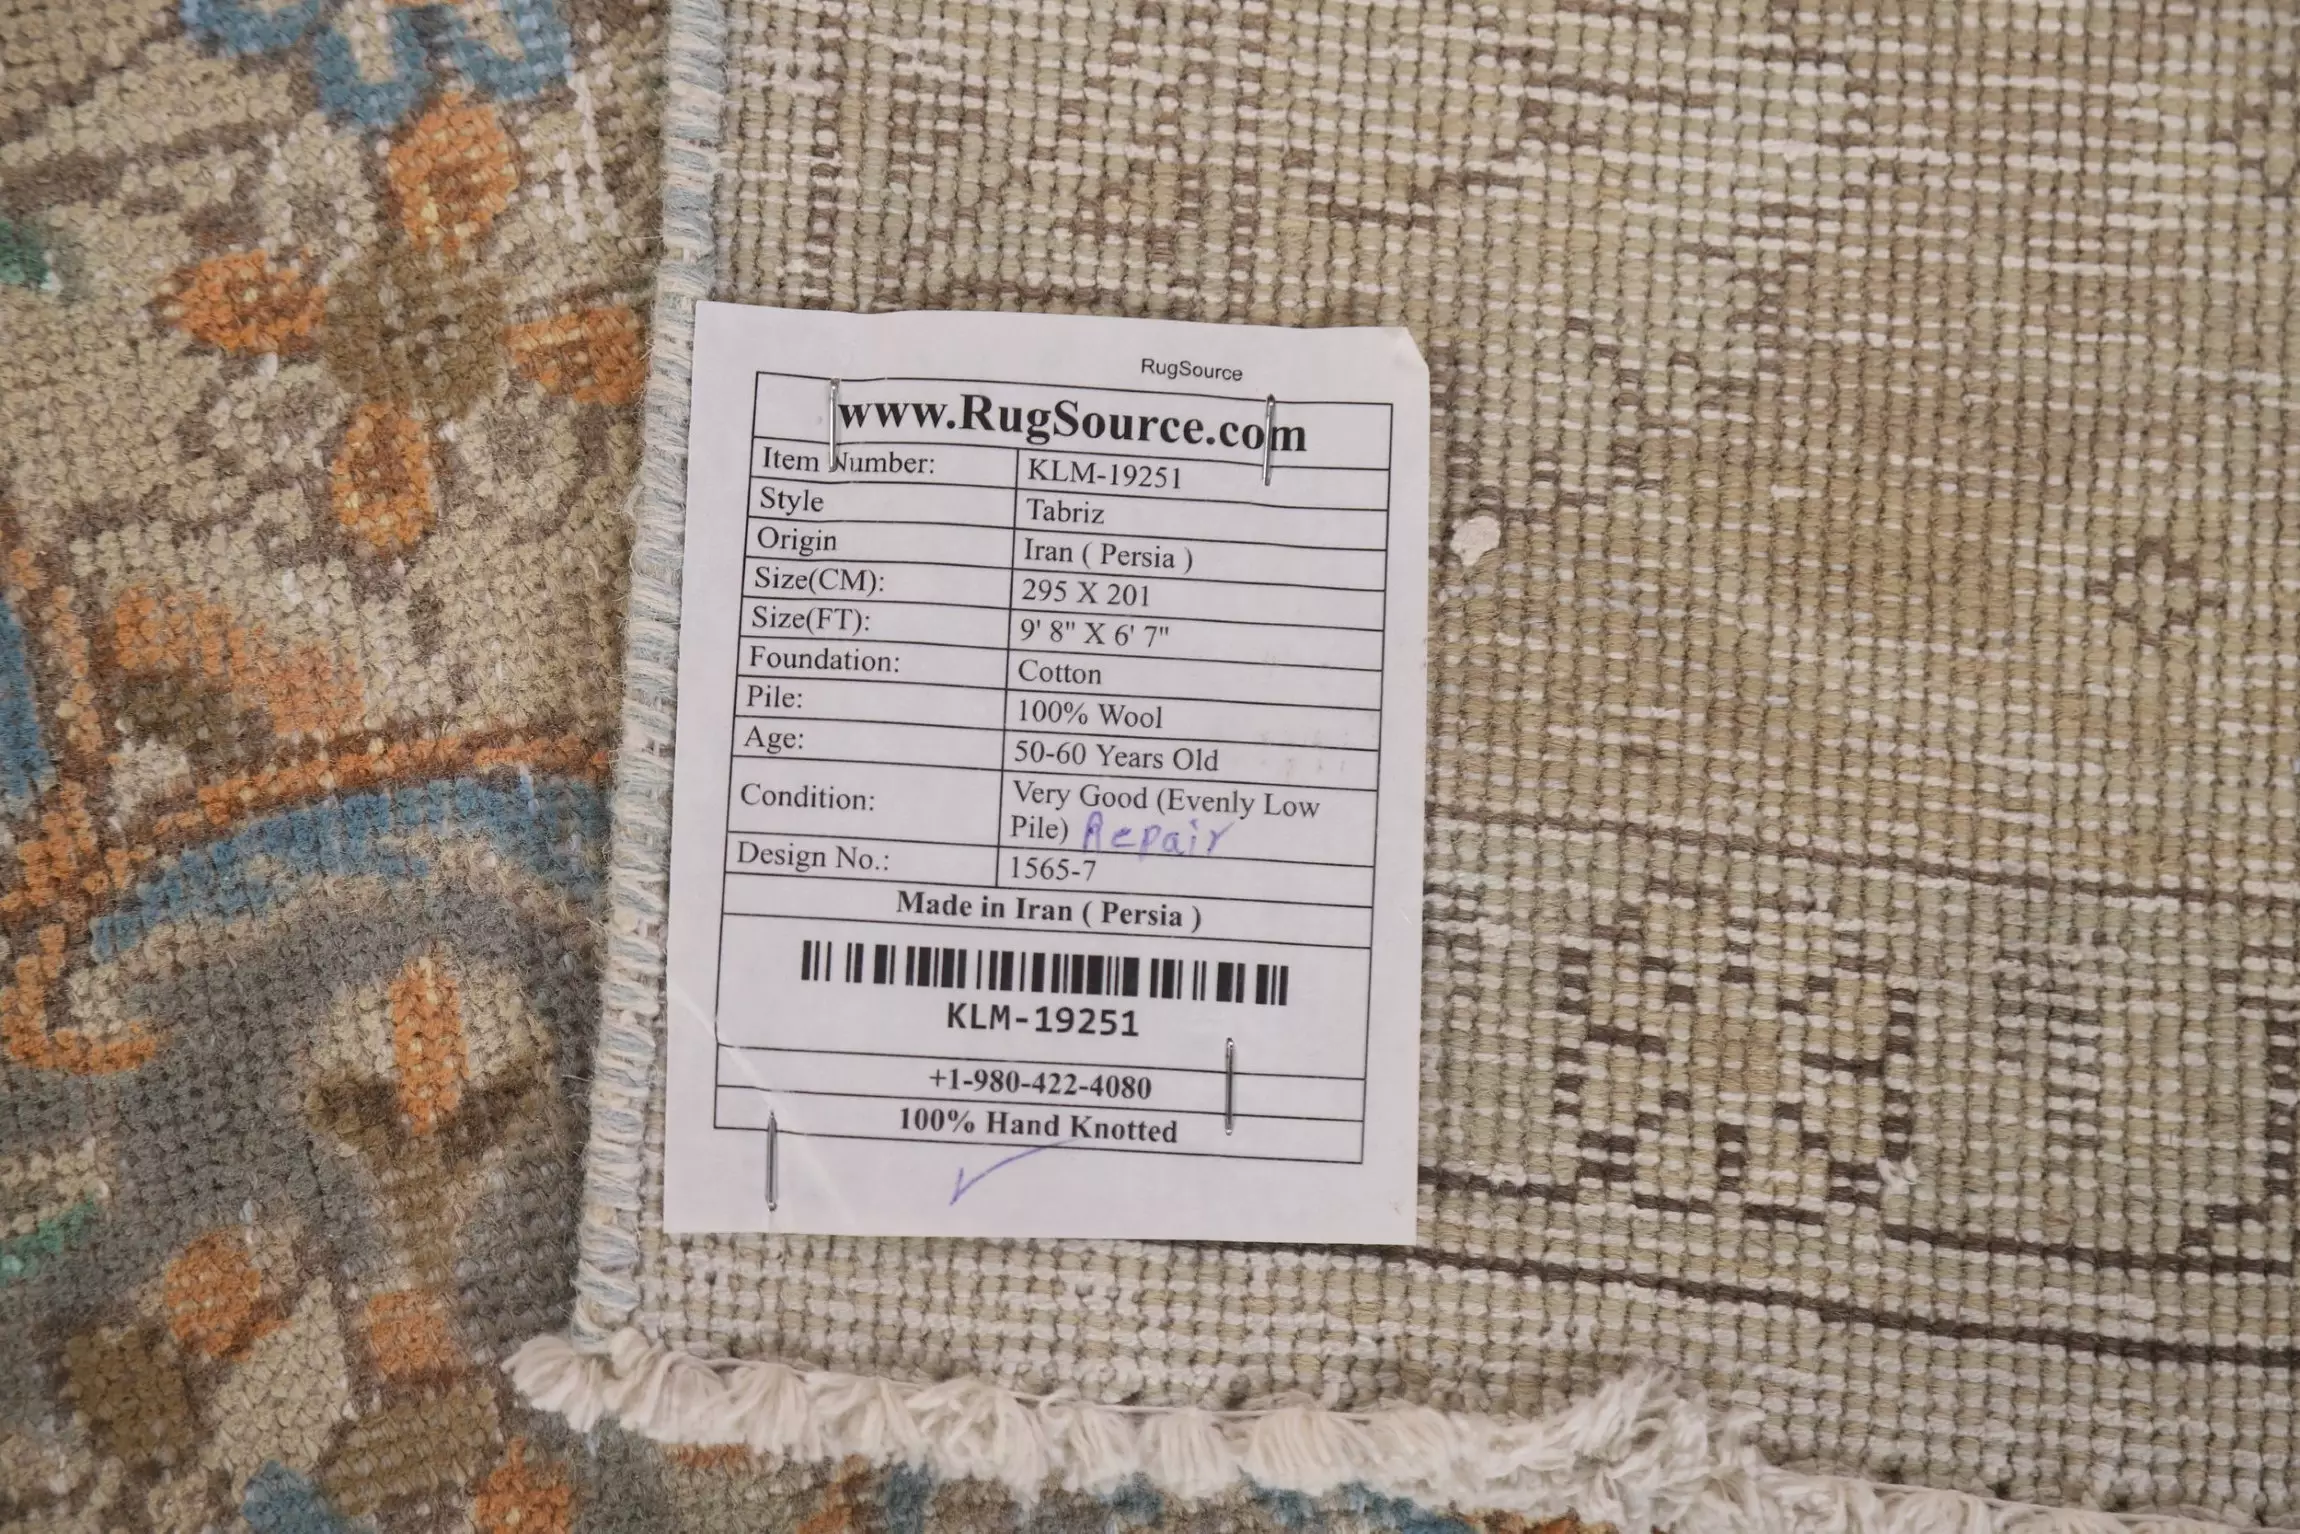 RugSource
www.RugSource.com
Item Number: KLM-19251
Style Tabriz
Origin Iran ( Persia )
Size(CM): 295 X 201
Size(FT): 9' 8" X 6' 7"
Foundation: Cotton
Pile: 100% Wool
Age: 50-60 Years Old
Condition: Very Good (Evenly Low
Pile) Repair
Design No.: 1565-7
Made in Iran ( Persia )
KLM-19251
+1-980-422-4080
100% Hand Knotted